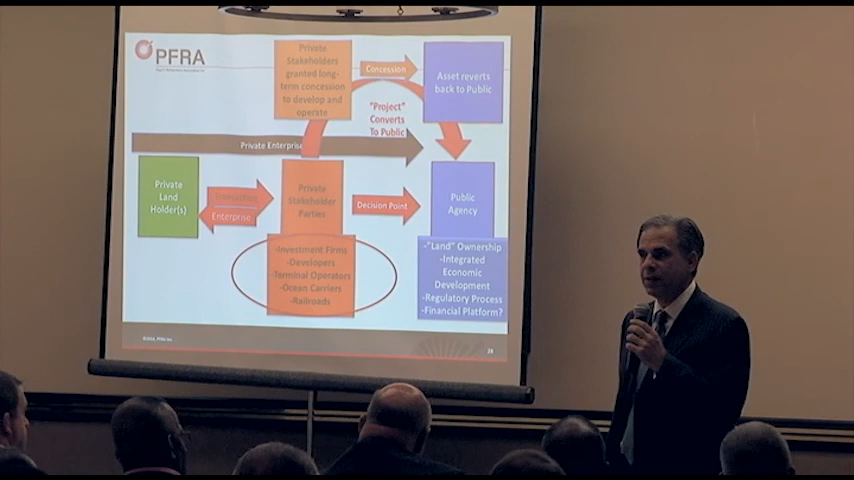 PFRA
Private
Stakeholders
granted long-
term concession
to develop and
operate
Concession
Asset reverts
back to Public
"Project"
Converts
To Public
Private Enterprise
Private
Land
Holder(s)
Transaction
Enterprise
Private
Stakeholder
Parties
Decision Point
Public
Agency
-Investment Firms
-Developers
-Terminal Operators
-Ocean Carriers
-Railroads
-"Land" Ownership
-Integrated
Economic
Development
-Regulatory Process
-Financial Platform?
28